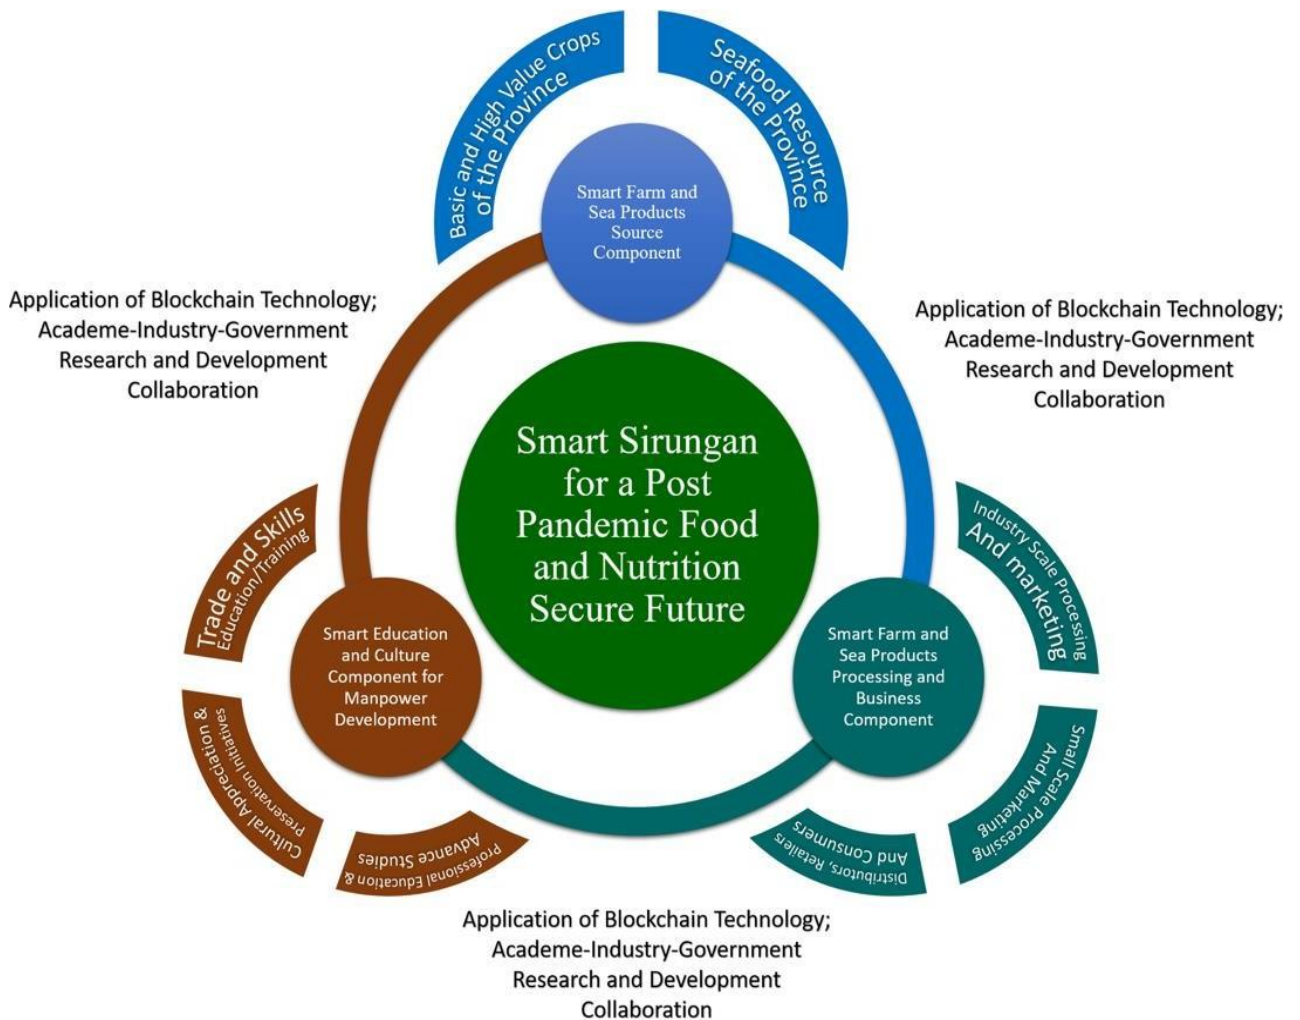 Basic and High Value Crops
of the Province
Seafood Resource
of the Province
Smart Farm and
Sea Products
Source
Component
Application of Blockchain Technology;
Academe-Industry-Government
Research and Development
Collaboration
Application of Blockchain Technology;
Academe-Industry-Government
Research and Development
Collaboration
Smart Sirungan
for a Post
Pandemic Food
and Nutrition
Secure Future
Trade and Skills
Education/Training
Industry Scale Processing
And marketing
Smart Education
and Culture
Component for
Manpower
Development
Smart Farm and
Sea Products
Processing and
Business
Component
Cultural Appreciation &
Preservation Initiatives
Small Scale Processing
And Marketing
Professional Education &
Advance Studies
Distributors, Retailers
And Consumers
Application of Blockchain Technology;
Academe-Industry-Government
Research and Development
Collaboration